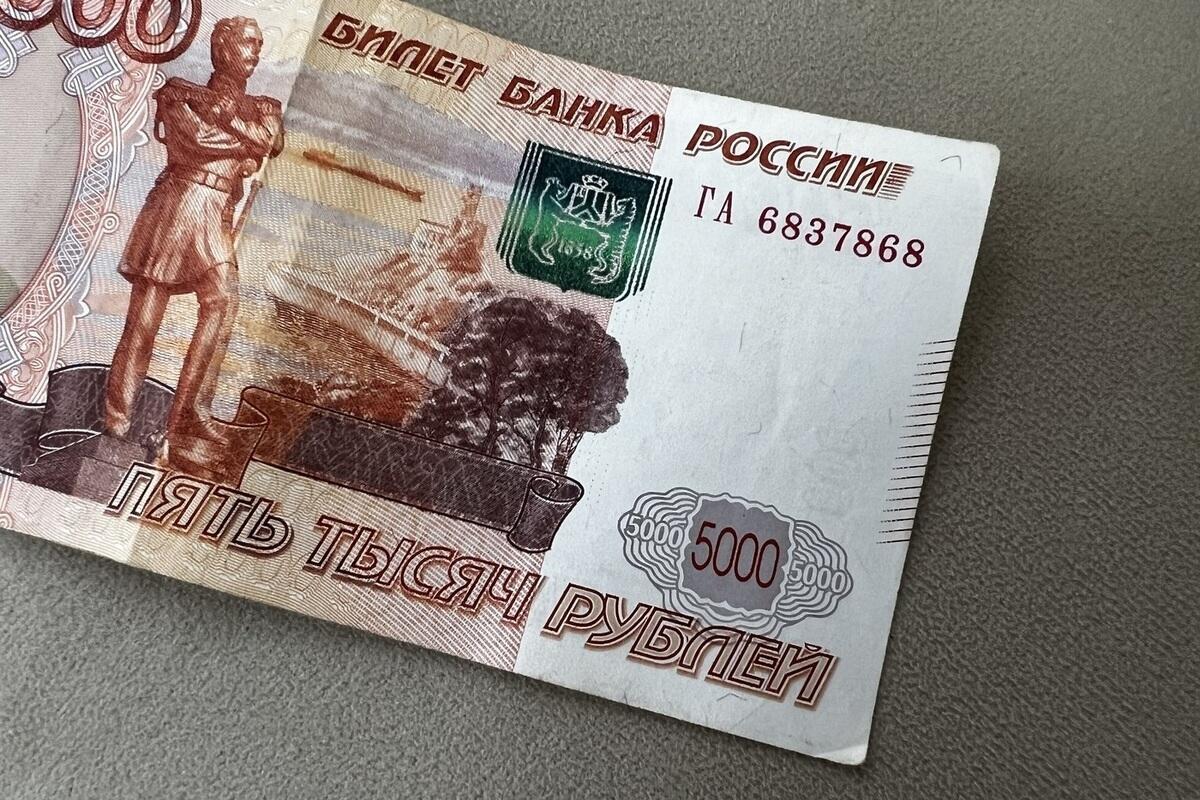 БИЛЕТ БАНКА РОССИИ
ГА 6837868
1858
5000 5000 5000
ПЯТЬ ТЫСЯЧ РУБЛЕЙ